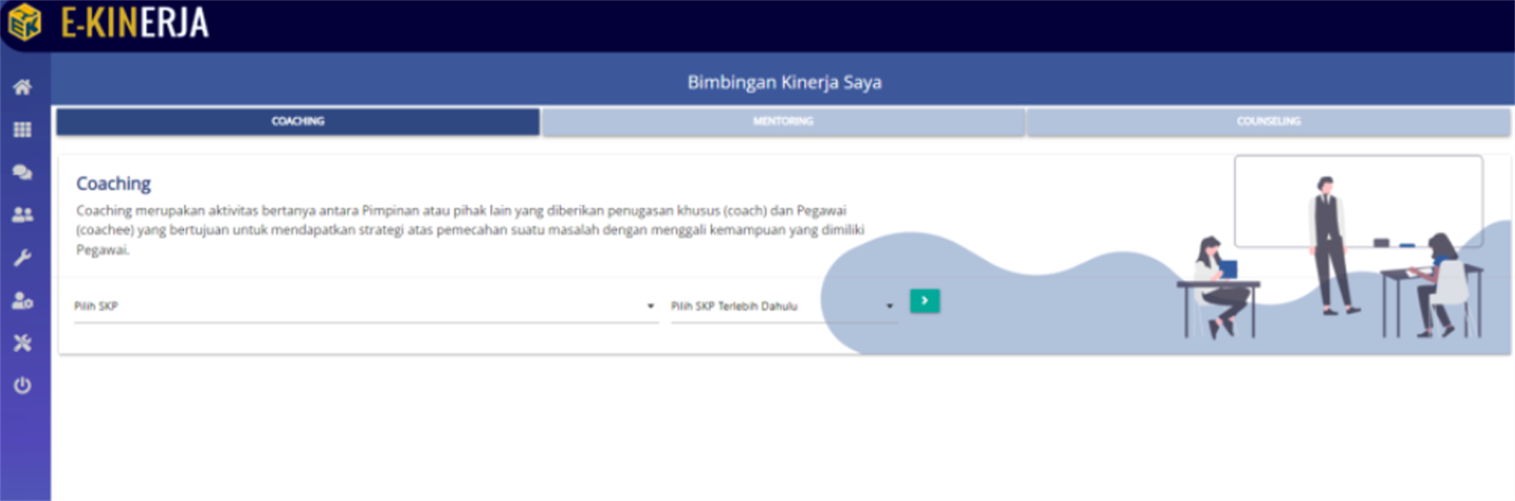 E-KINERJA
Bimbingan Kinerja Saya
COACHING
MENTORING
COUNSELING
Coaching
Coaching merupakan aktivitas bertanya antara Pimpinan atau pihak lain yang diberikan penugasan khusus (coach) dan Pegawai
(coachee) yang bertujuan untuk mendapatkan strategi atas pemecahan suatu masalah dengan menggali kemampuan yang dimiliki
Pegawai.
Pilih SKP
Pilih SKP Terlebih Dahulu